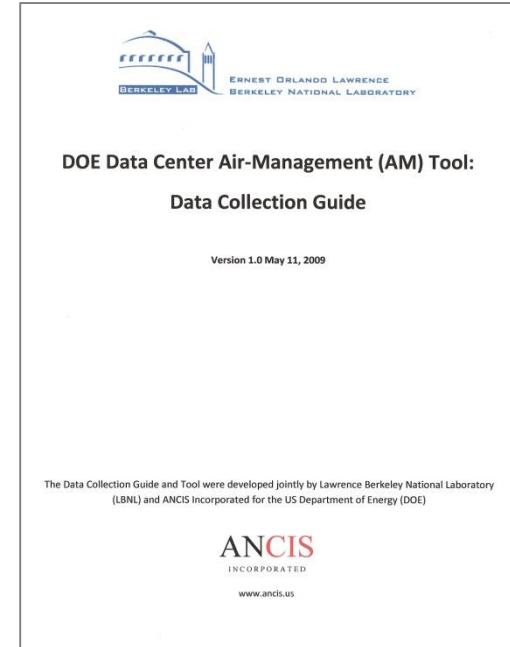 BERKELEY LAB
ERNEST ORLANDO LAWRENCE
BERKELEY NATIONAL LABORATORY
DOE Data Center Air-Management (AM) Tool:
Data Collection Guide
Version 1.0 May 11, 2009
The Data Collection Guide and Tool were developed jointly by Lawrence Berkeley National Laboratory
(LBNL) and ANCIS Incorporated for the US Department of Energy (DOE)
ANCIS
INCORPORATED
www.ancis.us